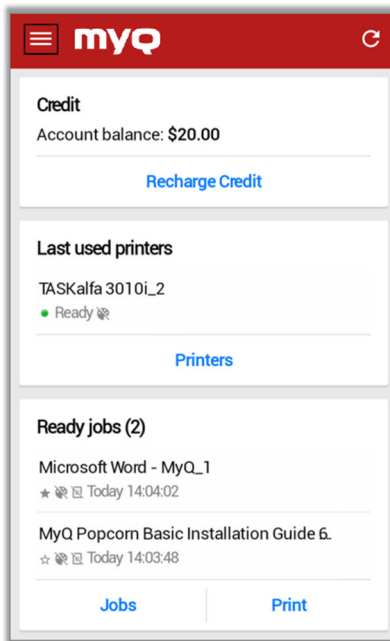 myQ
Credit
Account balance: $20.00
Recharge Credit
Last used printers
TASKalfa 3010i_2
Ready
Printers
Ready jobs (2)
Microsoft Word - MyQ_1
Today 14:04:02
MyQ Popcorn Basic Installation Guide 6..
Today 14:03:48
Jobs Print